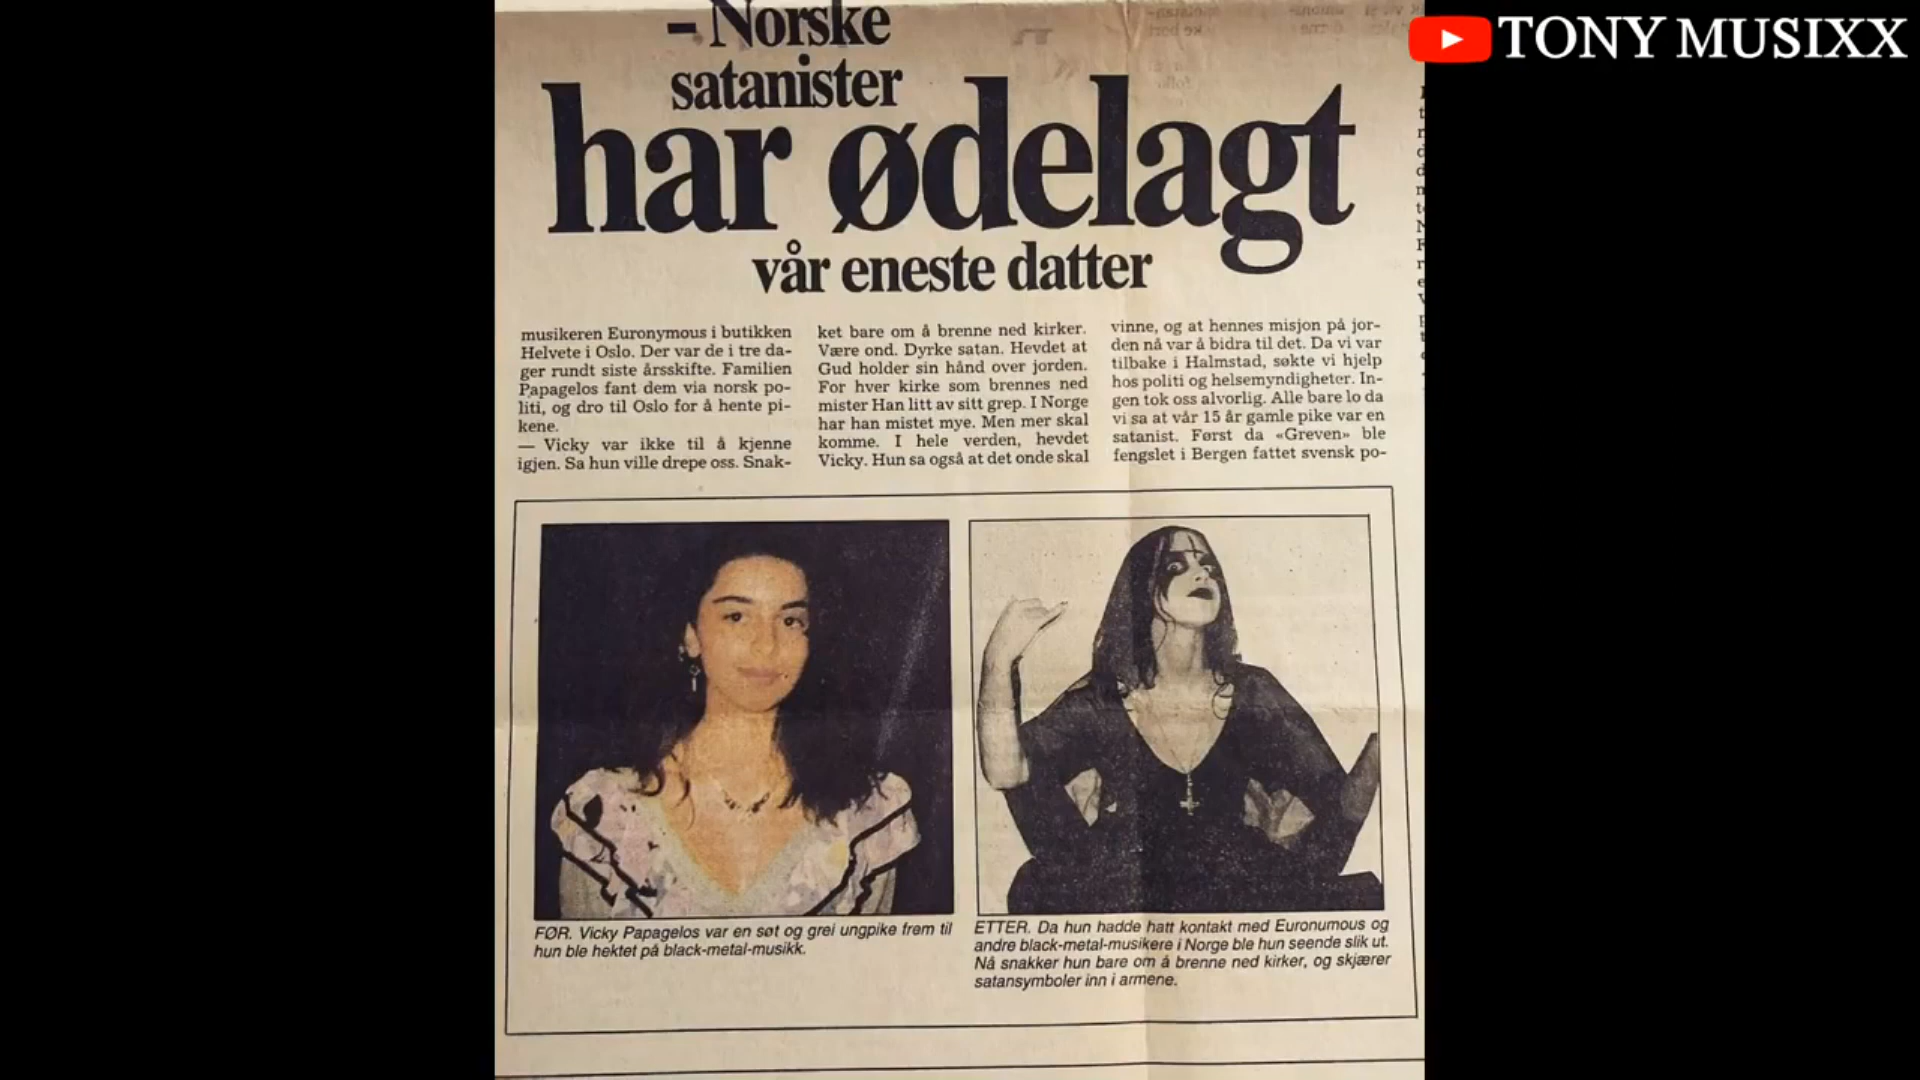 TONY MUSIXX
– Norske
satanister
har ødelagt
vår eneste datter
musikeren Euronymous i butikken
Helvete i Oslo. Der var de i tre da-
ger rundt siste årsskifte. Familien
Papagelos fant dem via norsk po-
liti, og dro til Oslo for å hente pi-
kene.
— Vicky var ikke til å kjenne
igjen. Sa hun ville drepe oss. Snak-
ket bare om å brenne ned kirker.
Være ond. Dyrke satan. Hevdet at
Gud holder sin hånd over jorden.
For hver kirke som brennes ned
mister Han litt av sitt grep. I Norge
har han mistet mye. Men mer skal
komme. I hele verden, hevdet
Vicky. Hun sa også at det onde skal
vinne, og at hennes misjon på jor-
den nå var å bidra til det. Da vi var
tilbake i Halmstad, søkte vi hjelp
hos politi og helsemyndigheter. In-
gen tok oss alvorlig. Alle bare lo da
vi sa at vår 15 år gamle pike var en
satanist. Først da «Greven» ble
fengslet i Bergen fattet svensk po-
FØR. Vicky Papagelos var en søt og grei ungpike frem til
hun ble hektet på black-metal-musikk.
ETTER. Da hun hadde hatt kontakt med Euronumous og
andre black-metal-musikere i Norge ble hun seende slik ut.
Nå snakker hun bare om å brenne ned kirker, og skjærer
satansymboler inn i armene.